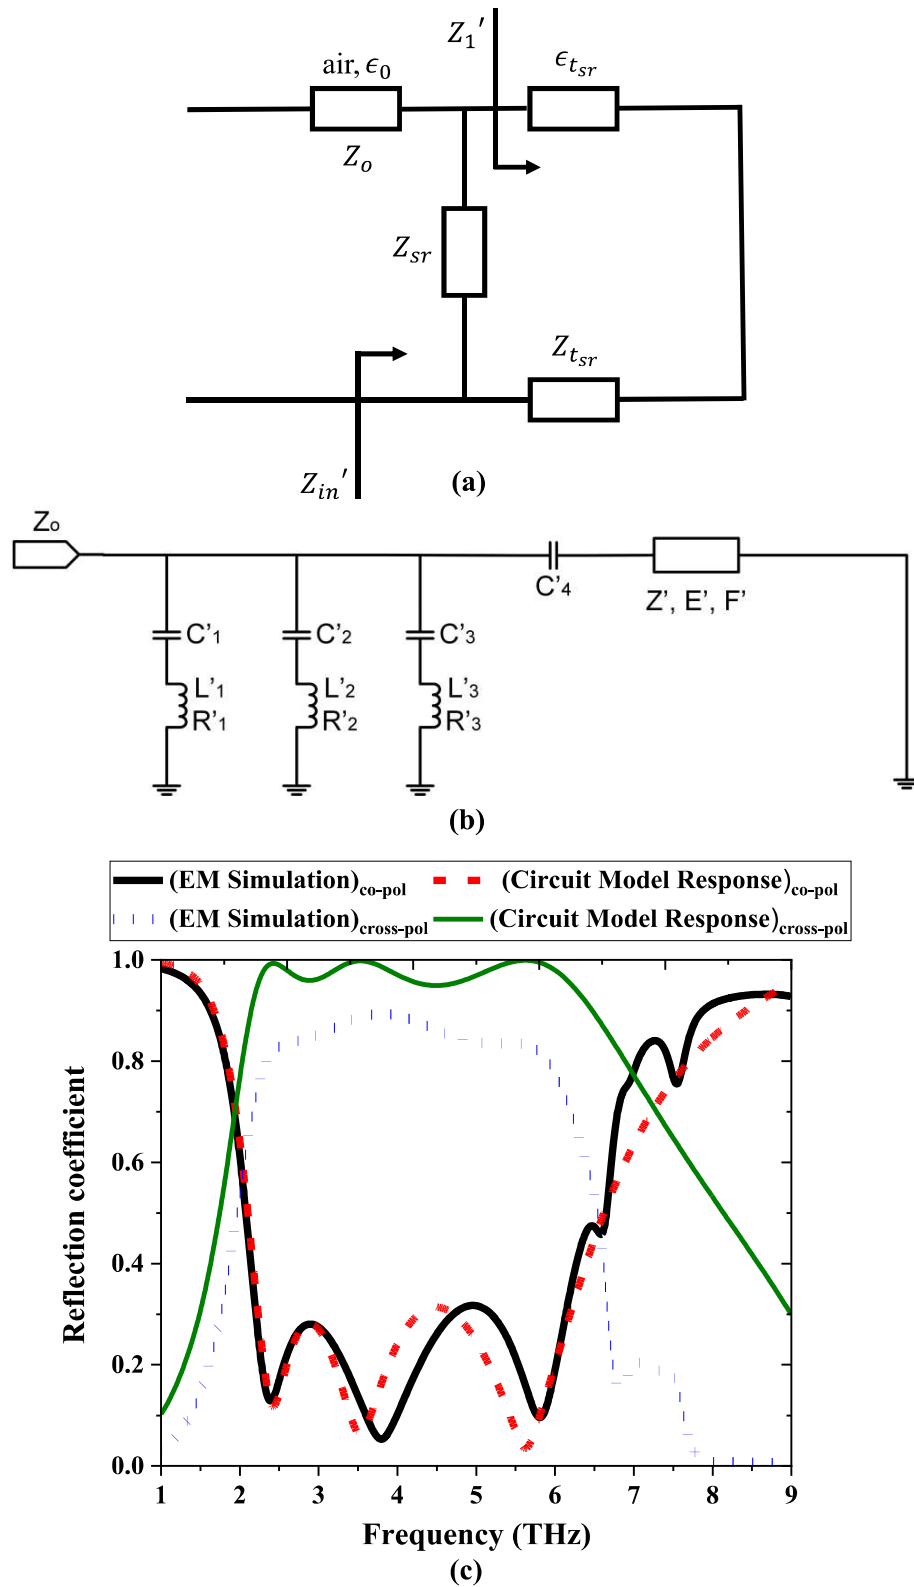 Z₁′
air, ϵ₀
ϵₜₛᵣ
Zₒ
Zₛᵣ
Zₜₛᵣ
Zᵢₙ′
(a)
Zₒ
C'₄
Z', E', F'
C'₁ C'₂ C'₃
L'₁ L'₂ L'₃
R'₁ R'₂ R'₃
(b)
(EM Simulation)co-pol (Circuit Model Response)co-pol
(EM Simulation)cross-pol (Circuit Model Response)cross-pol
1.0
0.8
0.6
0.4
0.2
0.0
Reflection coefficient
1 2 3 4 5 6 7 8 9
Frequency (THz)
(c)